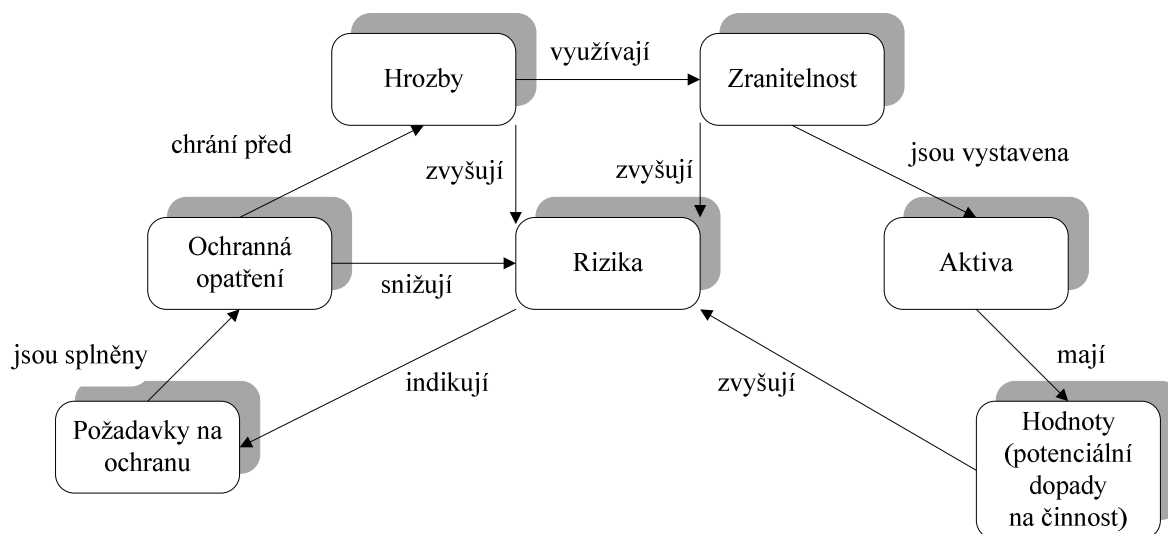 Hrozby
využívají
Zranitelnost
chrání před
zvyšují
zvyšují
jsou vystavena
Ochranná
opatření
snižují
Rizika
Aktiva
jsou splněny
indikují
zvyšují
mají
Požadavky na
ochranu
Hodnoty
(potenciální
dopady
na činnost)